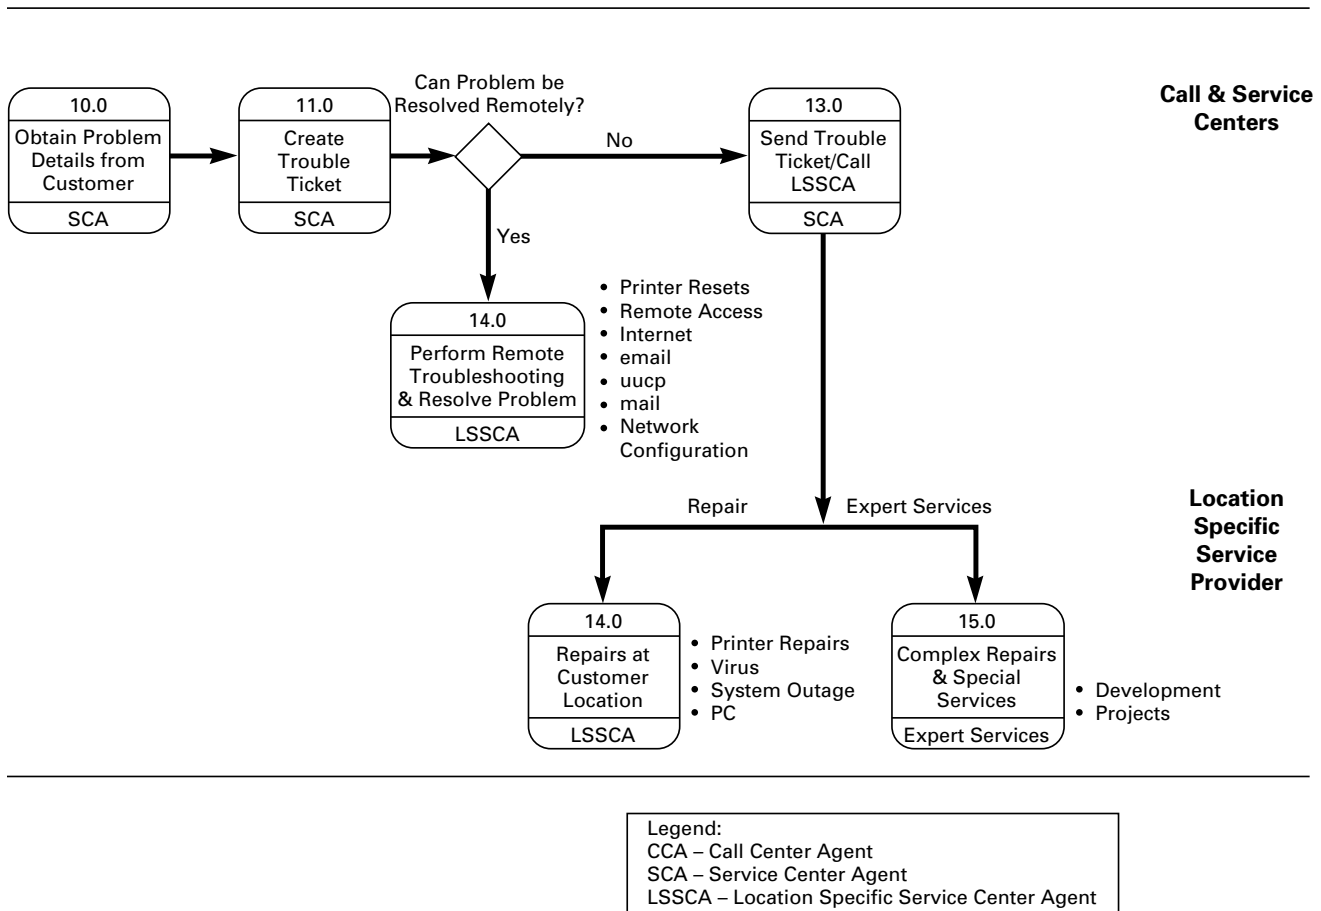 Can Problem be
Resolved Remotely?
Call & Service
Centers
10.0
Obtain Problem
Details from
Customer
SCA
11.0
Create
Trouble
Ticket
SCA
No
Yes
13.0
Send Trouble
Ticket/Call
LSSCA
SCA
14.0
Perform Remote
Troubleshooting
& Resolve Problem
LSSCA
• Printer Resets
• Remote Access
• Internet
• email
• uucp
• mail
• Network
Configuration
Repair
Expert Services
Location
Specific
Service
Provider
14.0
Repairs at
Customer
Location
LSSCA
• Printer Repairs
• Virus
• System Outage
• PC
15.0
Complex Repairs
& Special
Services
Expert Services
• Development
• Projects
Legend:
CCA – Call Center Agent
SCA – Service Center Agent
LSSCA – Location Specific Service Center Agent